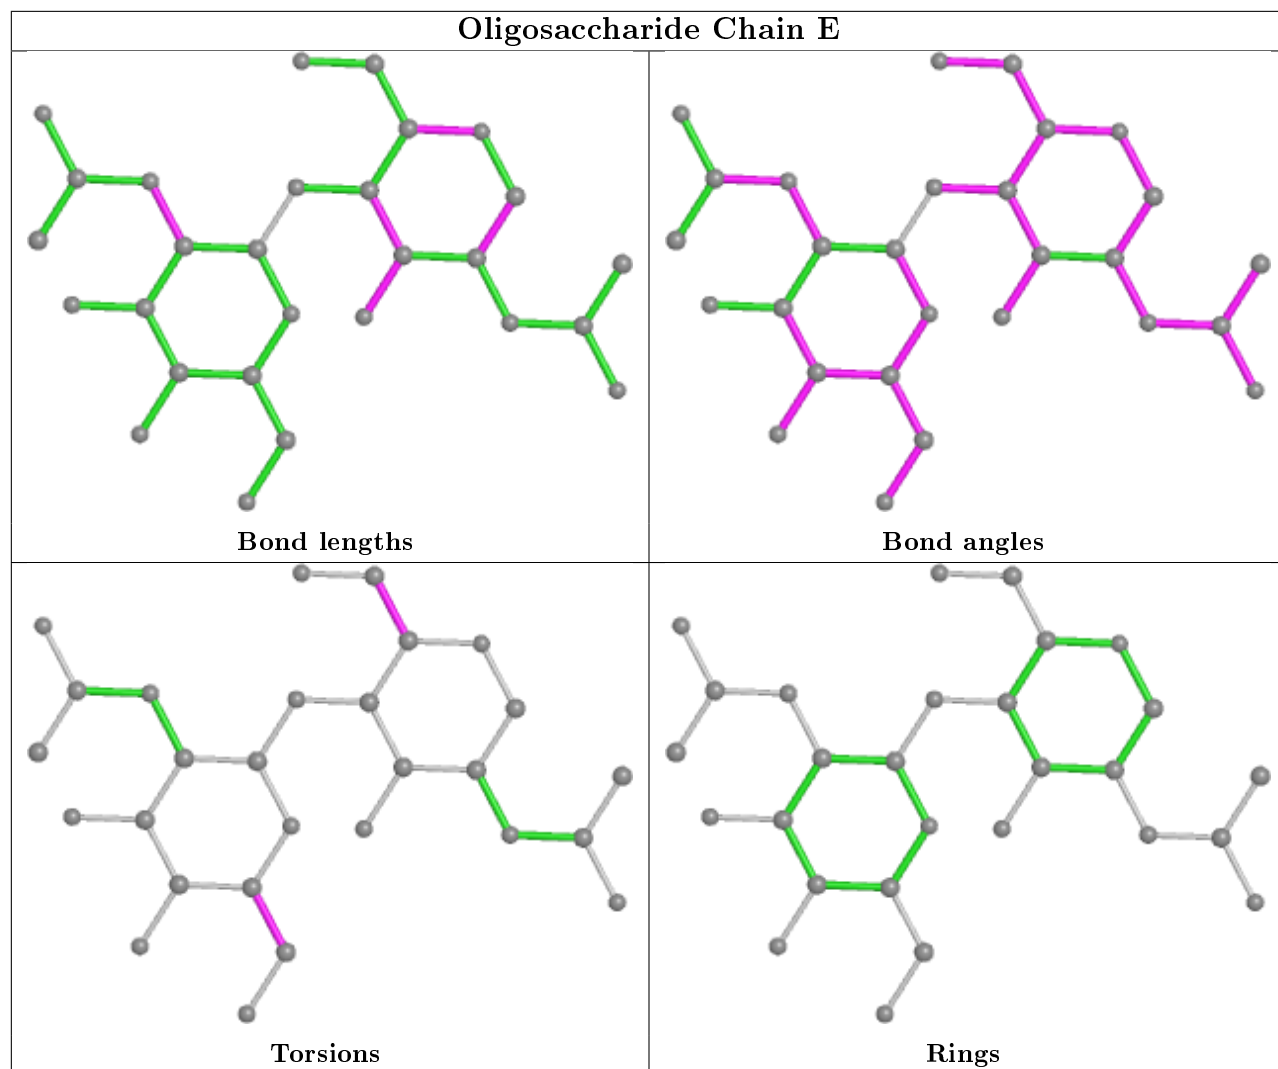 Oligosaccharide Chain E
Bond lengths
Bond angles
Torsions
Rings